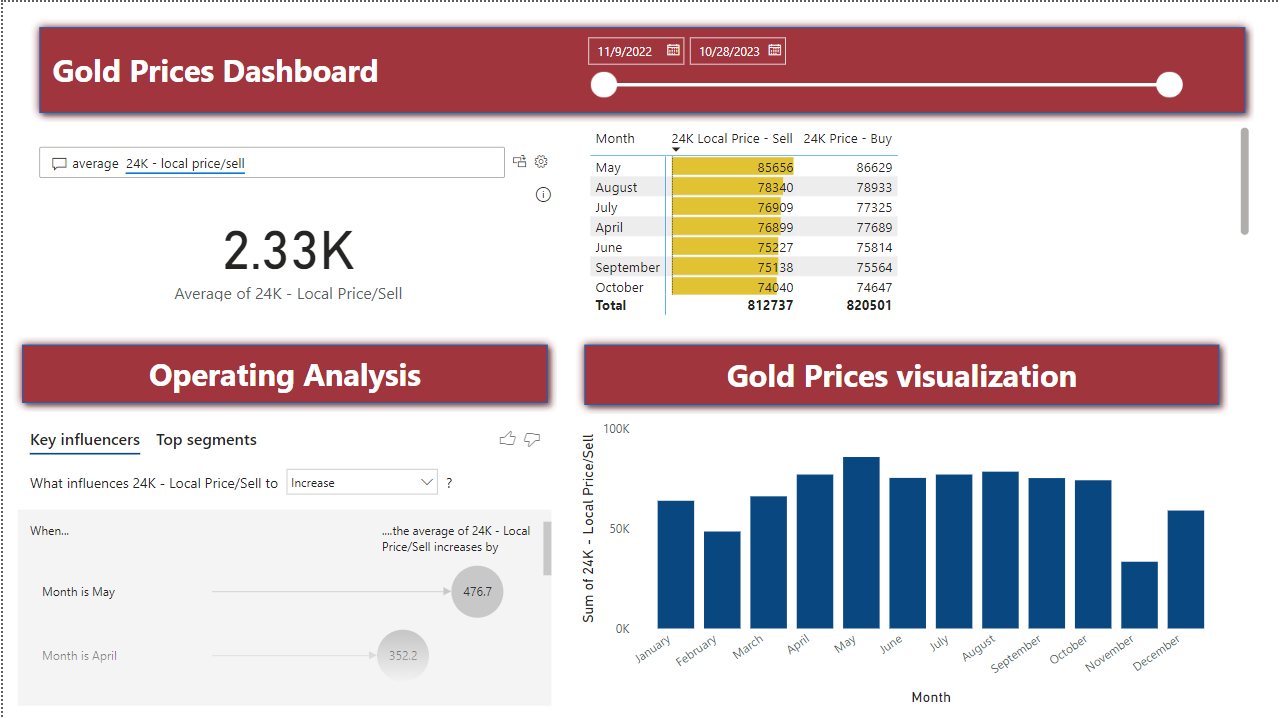 Gold Prices Dashboard
11/9/2022 10/28/2023
average 24K - local price/sell
2.33K
Average of 24K - Local Price/Sell
Month 24K Local Price - Sell 24K Price - Buy
May 85656 86629
August 78340 78933
July 76909 77325
April 76899 77689
June 75227 75814
September 75138 75564
October 74040 74647
Total 812737 820501
Operating Analysis
Key influencers Top segments
What influences 24K - Local Price/Sell to Increase ?
When...
....the average of 24K - Local
Price/Sell increases by
Month is May 476.7
Month is April 352.2
Gold Prices visualization
Sum of 24K - Local Price/Sell
100K
50K
0K
January February March April May June July August September October November December
Month